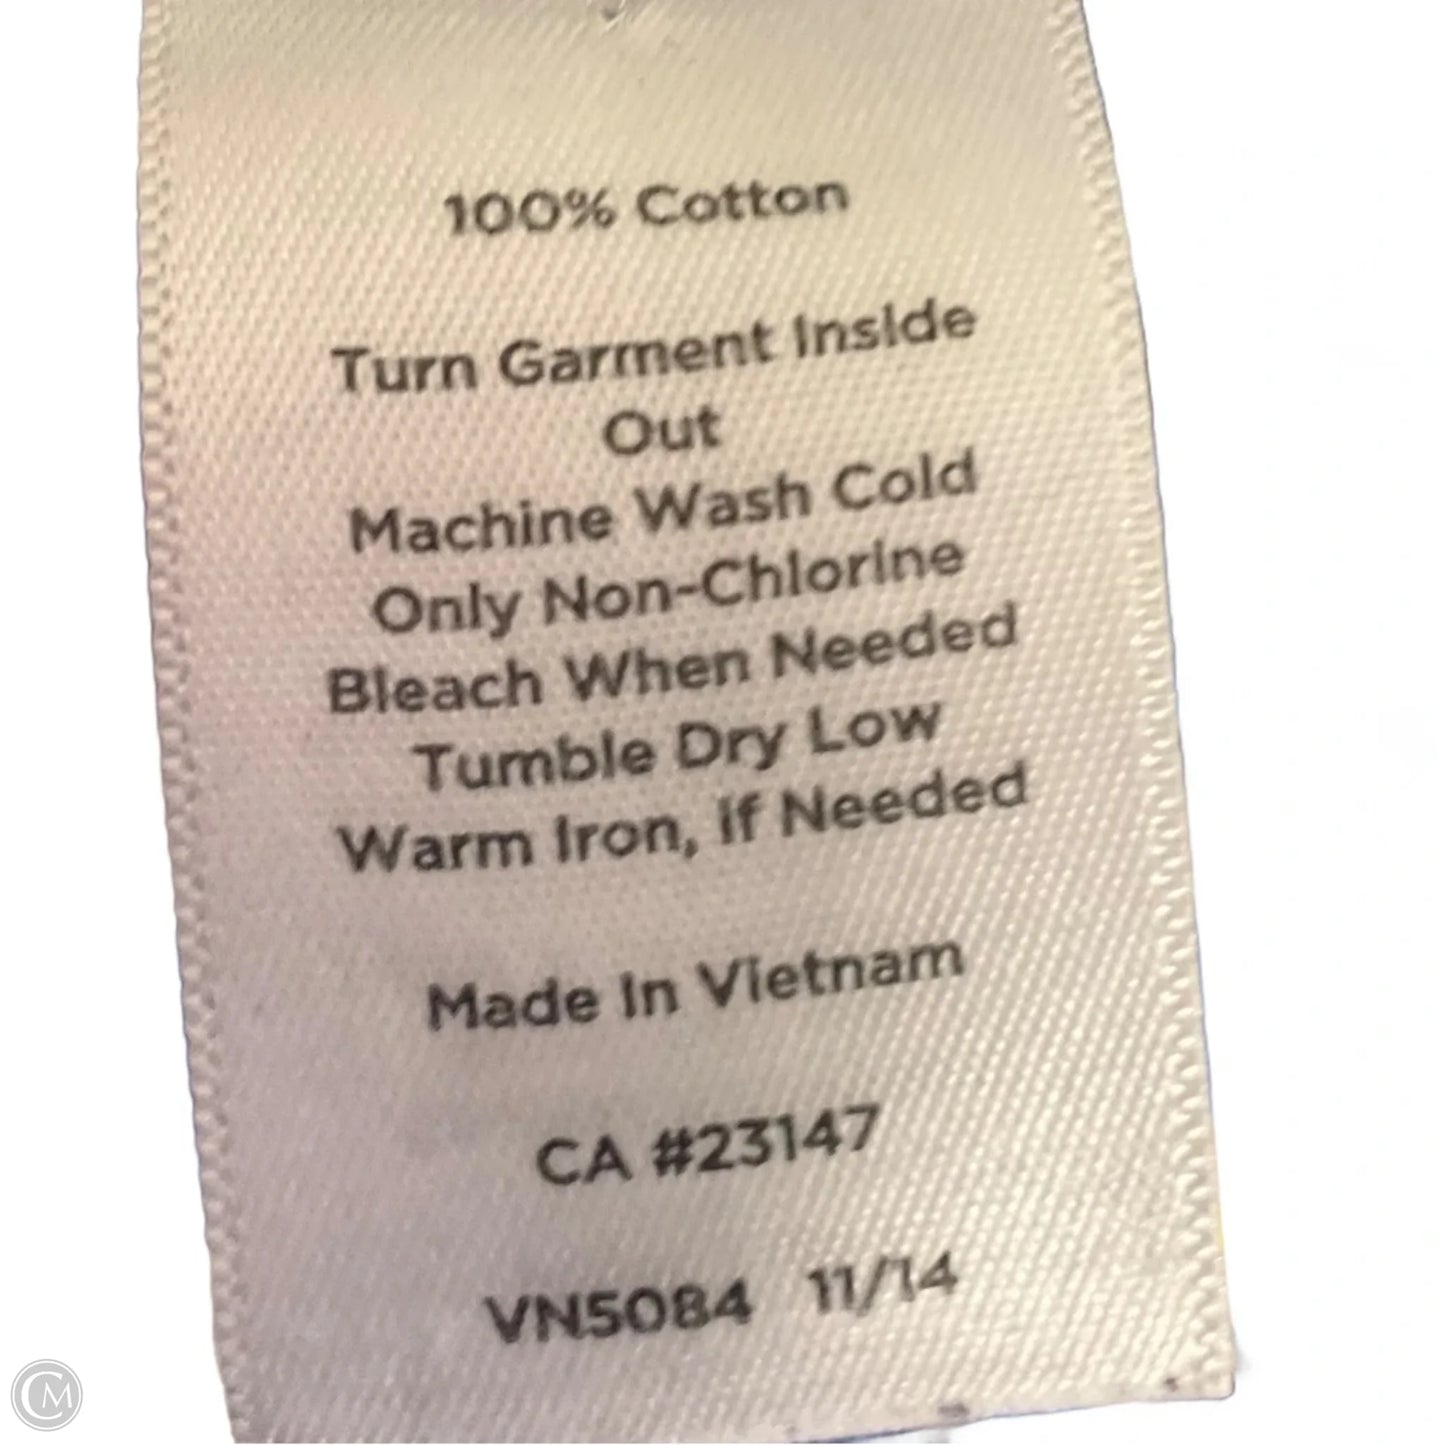 100% Cotton
Turn Garment Inside
Out
Machine Wash Cold
Only Non-Chlorine
Bleach When Needed
Tumble Dry Low
Warm Iron, If Needed
Made In Vietnam
CA #23147
VN5084 11/14
CM